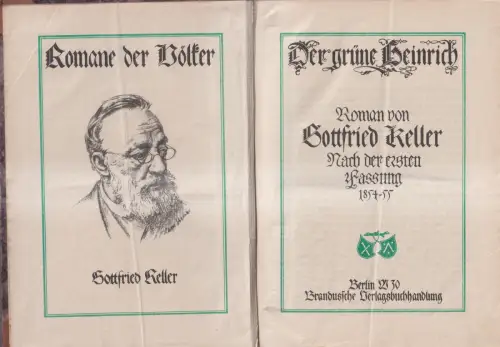 Romane der Völker
Gottfried Keller
Der grüne Heinrich
Roman von
Gottfried Keller
Nach der ersten
Fassung
1854-55
Berlin W 30
Brandussche Verlagsbuchhandlung